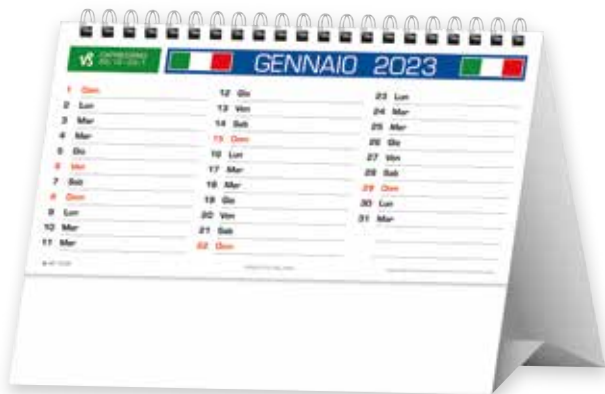 CAPRICORNO
GENNAIO 2023
1 Dom
2 Lun
3 Mar
4 Mer
5 Gio
6 Ven
7 Sab
8 Dom
9 Lun
10 Mar
11 Mer
12 Gio
13 Ven
14 Sab
15 Dom
16 Lun
17 Mar
18 Mer
19 Gio
20 Ven
21 Sab
22 Dom
23 Lun
24 Mar
25 Mer
26 Gio
27 Ven
28 Sab
29 Dom
30 Lun
31 Mar